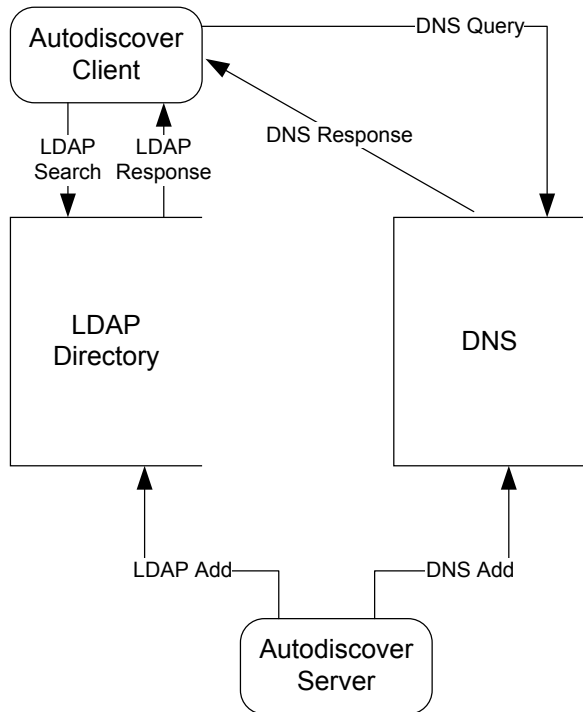 Autodiscover
Client
DNS Query
DNS Response
LDAP
Search
LDAP
Response
LDAP
Directory
DNS
LDAP Add
DNS Add
Autodiscover
Server